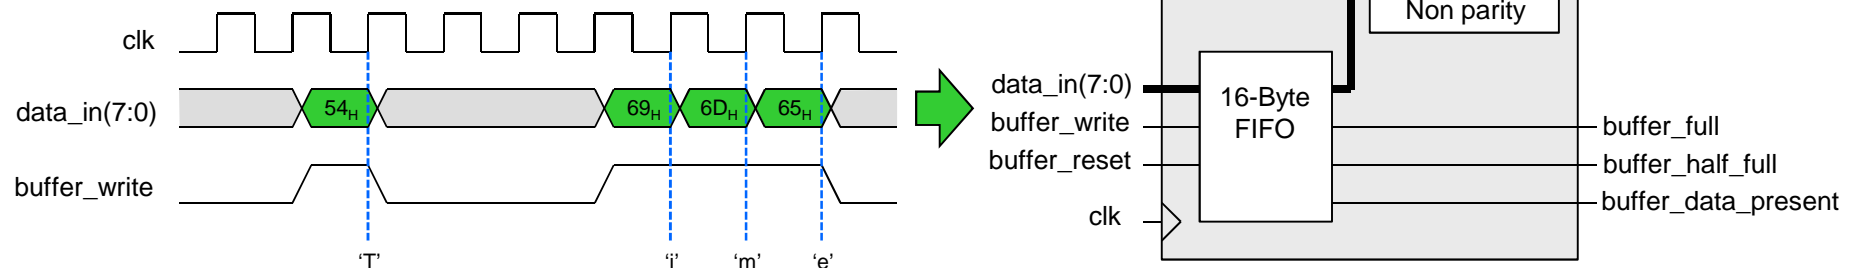 clk
data_in(7:0)
54H
69H
6DH
65H
buffer_write
‘T’
‘i’
‘m’
‘e’
Non parity
data_in(7:0)
buffer_write
buffer_reset
clk
16-Byte
FIFO
buffer_full
buffer_half_full
buffer_data_present